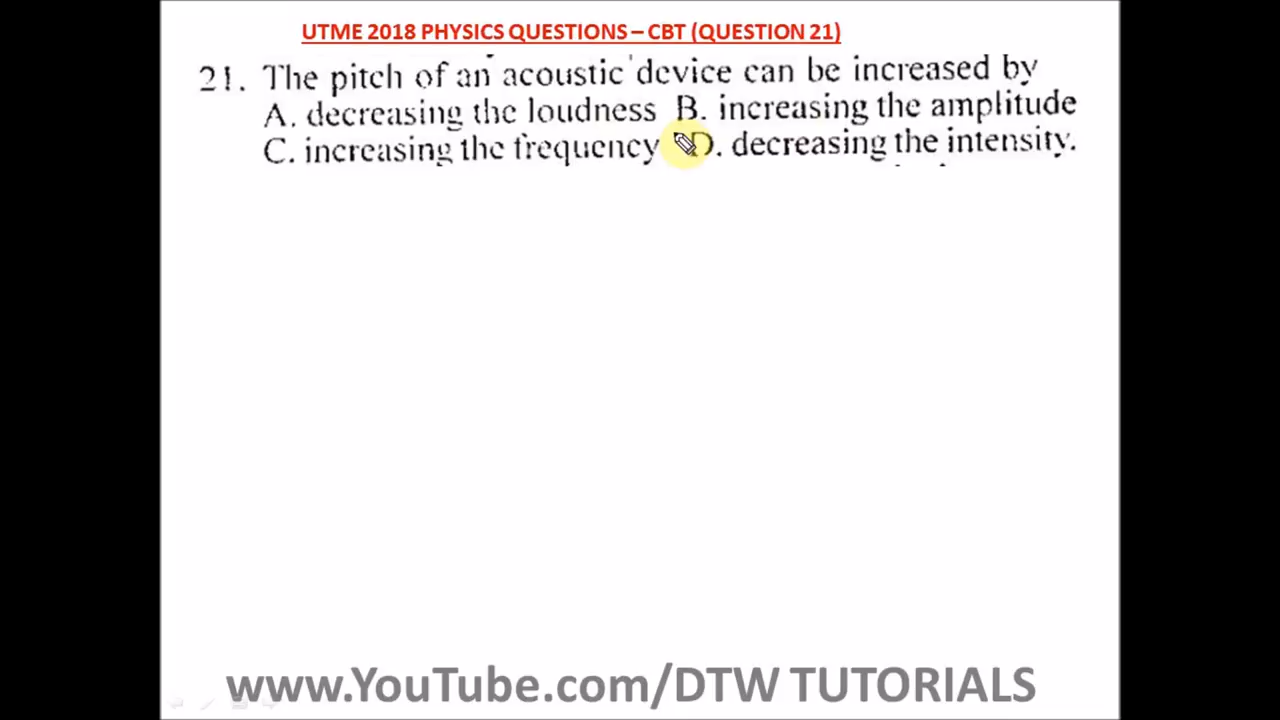 UTME 2018 PHYSICS QUESTIONS – CBT (QUESTION 21)
21. The pitch of an acoustic device can be increased by
A. decreasing the loudness B. increasing the amplitude
C. increasing the frequency D. decreasing the intensity.
www.YouTube.com/DTW TUTORIALS